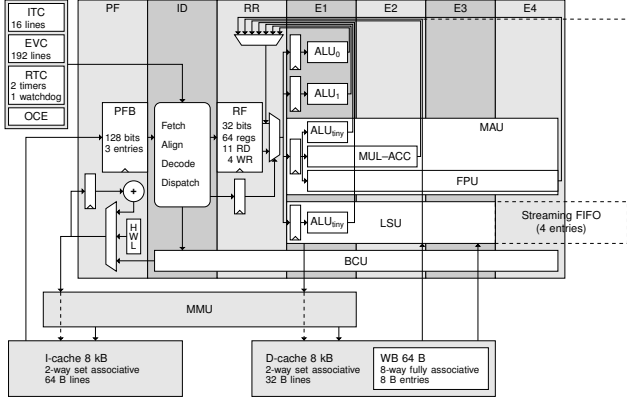 ITC
16 lines
EVC
192 lines
RTC
2 timers
1 watchdog
OCE
PF
ID
RR
E1
E2
E3
E4
ALU0
ALU1
PFB
128 bits
3 entries
Fetch
Align
Decode
Dispatch
RF
32 bits
64 regs
11 RD
4 WR
ALUtiny
MAU
MUL–ACC
FPU
+
HWL
ALUtiny
LSU
Streaming FIFO
(4 entries)
BCU
MMU
I-cache 8 kB
2-way set associative
64 B lines
D-cache 8 kB
2-way set associative
32 B lines
WB 64 B
8-way fully associative
8 B entries